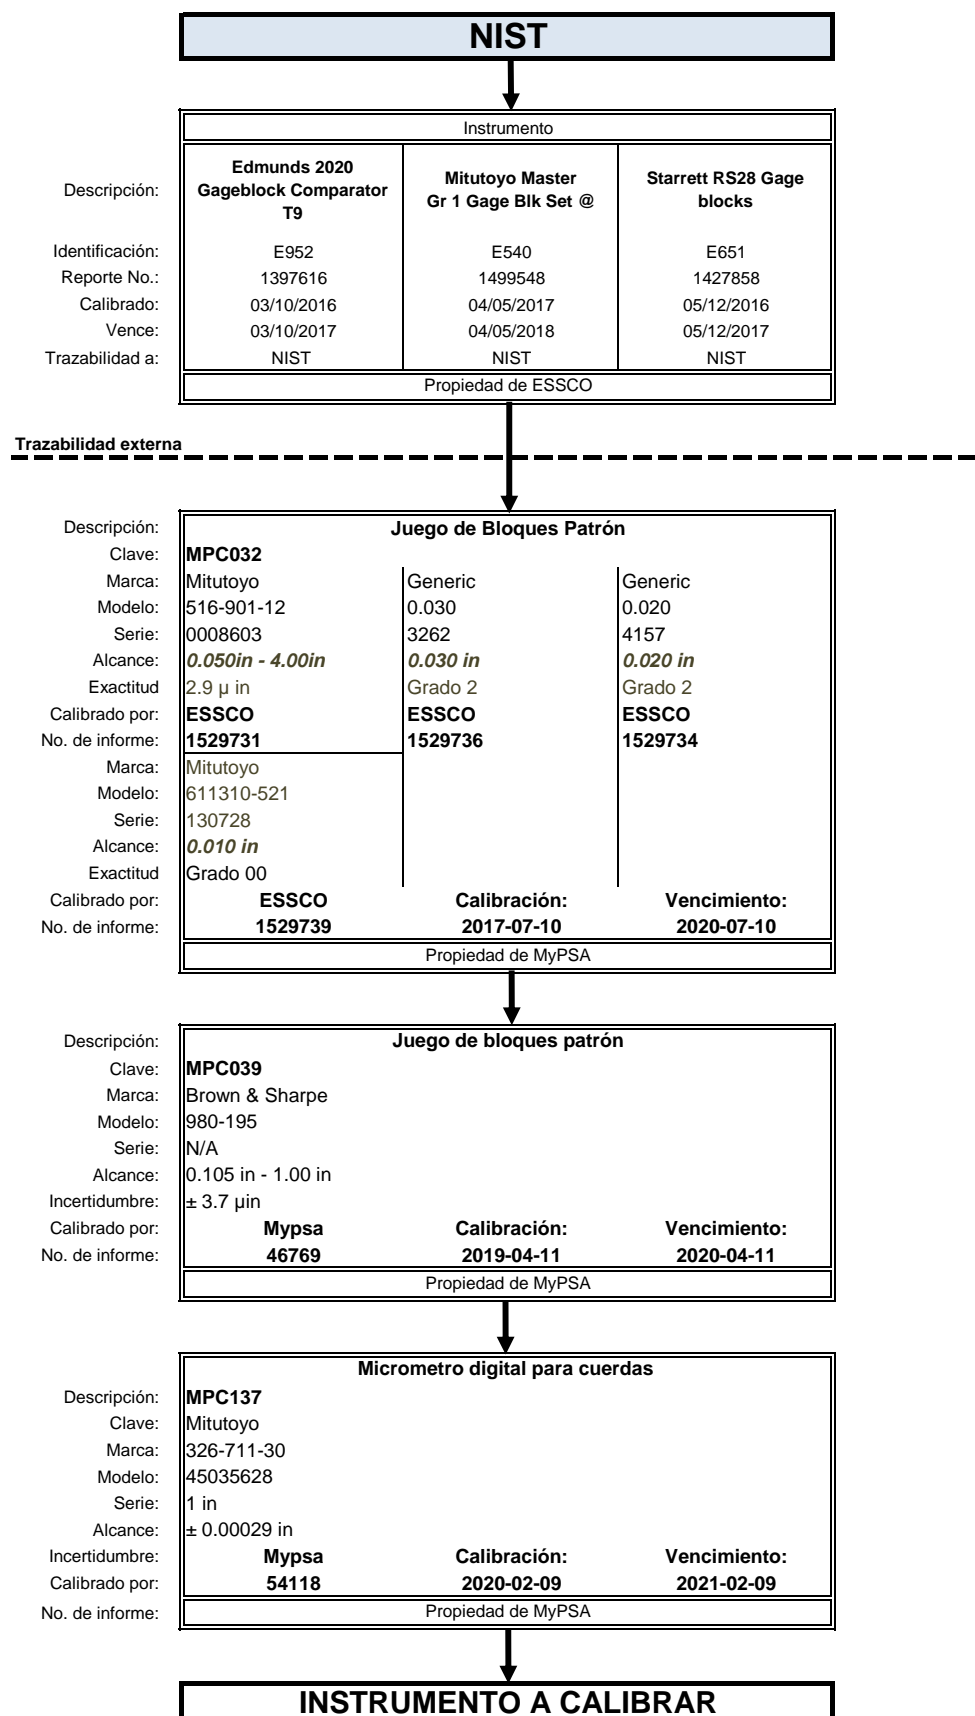 NIST
Instrumento
Descripción: Edmunds 2020 Gageblock Comparator T9 Mitutoyo Master Gr 1 Gage Blk Set @ Starrett RS28 Gage blocks
Identificación: E952 E540 E651
Reporte No.: 1397616 1499548 1427858
Calibrado: 03/10/2016 04/05/2017 05/12/2016
Vence: 03/10/2017 04/05/2018 05/12/2017
Trazabilidad a: NIST NIST NIST
Propiedad de ESSCO
Trazabilidad externa
Descripción: Juego de Bloques Patrón
Clave: MPC032
Marca: Mitutoyo Generic Generic
Modelo: 516-901-12 0.030 0.020
Serie: 0008603 3262 4157
Alcance: 0.050in - 4.00in 0.030 in 0.020 in
Exactitud 2.9 µ in Grado 2 Grado 2
Calibrado por: ESSCO ESSCO ESSCO
No. de informe: 1529731 1529736 1529734
Marca: Mitutoyo
Modelo: 611310-521
Serie: 130728
Alcance: 0.010 in
Exactitud Grado 00
Calibrado por: ESSCO Calibración: Vencimiento:
No. de informe: 1529739 2017-07-10 2020-07-10
Propiedad de MyPSA
Descripción: Juego de bloques patrón
Clave: MPC039
Marca: Brown & Sharpe
Modelo: 980-195
Serie: N/A
Alcance: 0.105 in - 1.00 in
Incertidumbre: ± 3.7 µin
Calibrado por: Mypsa Calibración: Vencimiento:
No. de informe: 46769 2019-04-11 2020-04-11
Propiedad de MyPSA
Micrometro digital para cuerdas
Descripción: MPC137
Clave: Mitutoyo
Marca: 326-711-30
Modelo: 45035628
Serie: 1 in
Alcance: ± 0.00029 in
Incertidumbre: Mypsa Calibración: Vencimiento:
Calibrado por: 54118 2020-02-09 2021-02-09
No. de informe: Propiedad de MyPSA
INSTRUMENTO A CALIBRAR